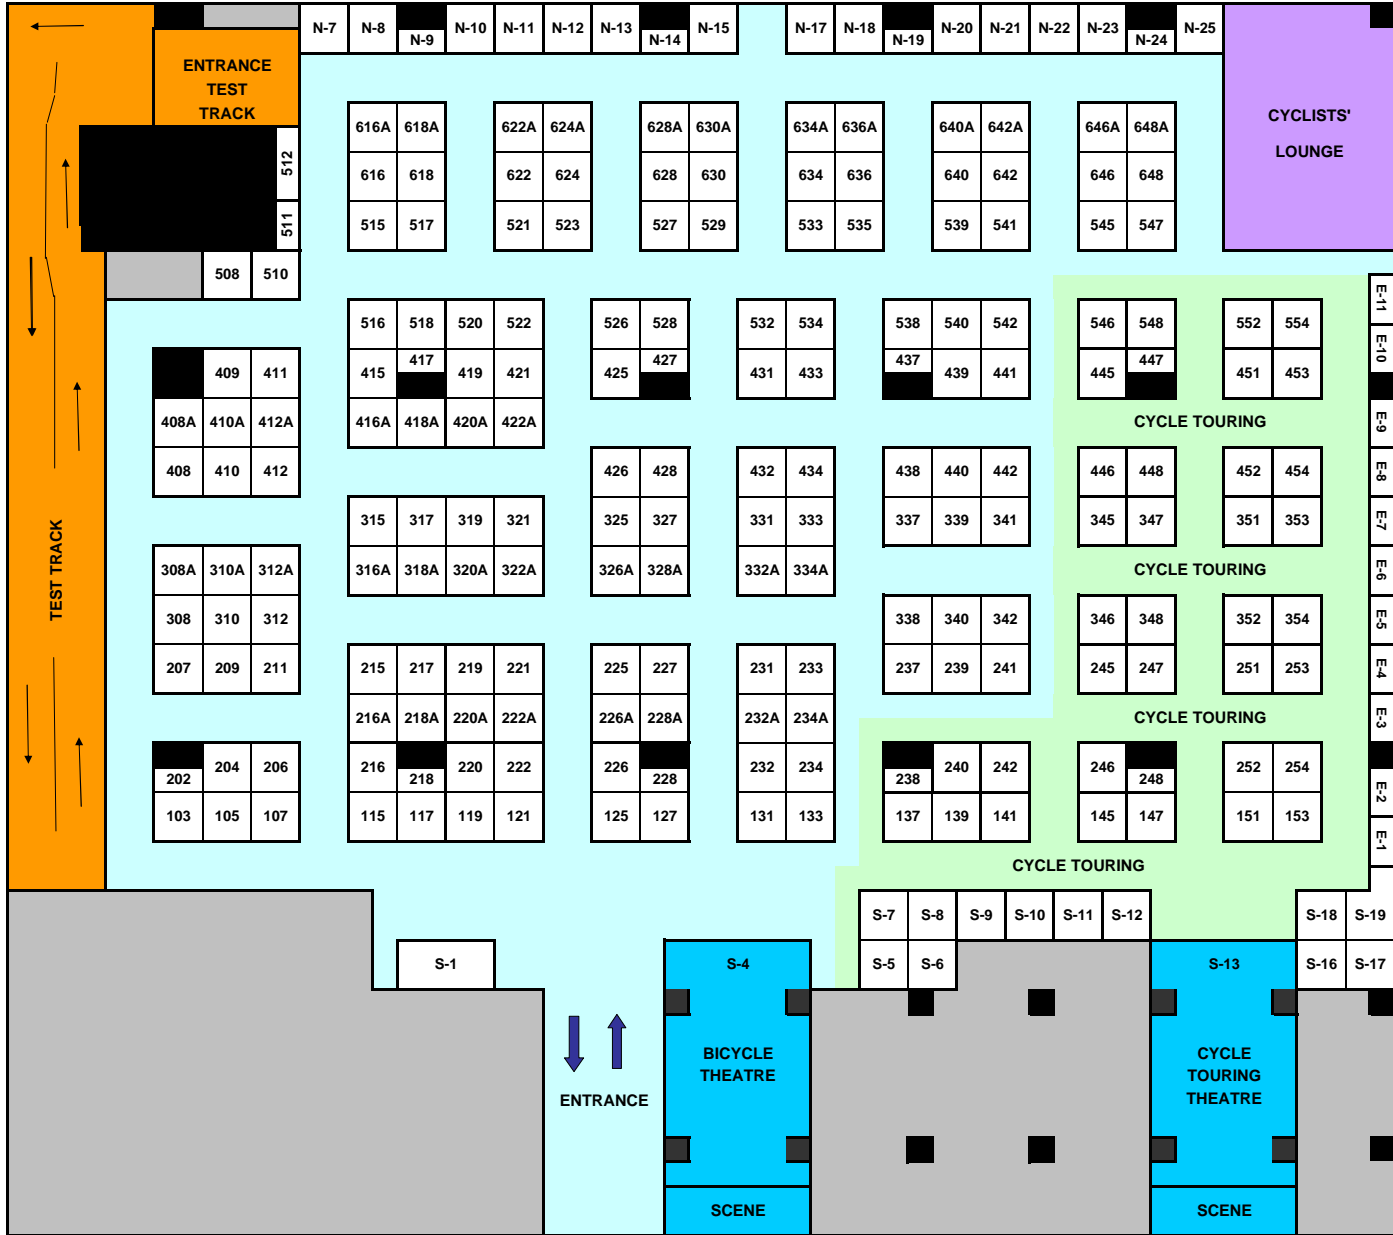 N-7 N-8 N-9 N-10 N-11 N-12 N-13 N-14 N-15 N-17 N-18 N-19 N-20 N-21 N-22 N-23 N-24 N-25
ENTRANCE
TEST
TRACK
CYCLISTS'
LOUNGE
616A 618A 622A 624A 628A 630A 634A 636A 640A 642A 646A 648A
512
616 618 622 624 628 630 634 636 640 642 646 648
511
515 517 521 523 527 529 533 535 539 541 545 547
508 510
E-11
516 518 520 522 526 528 532 534 538 540 542 546 548 552 554
E-10
409 411 415 417 419 421 425 427 431 433 437 439 441 445 447 451 453
408A 410A 412A 416A 418A 420A 422A
CYCLE TOURING
E-9
408 410 412 426 428 432 434 438 440 442 446 448 452 454
E-8
315 317 319 321 325 327 331 333 337 339 341 345 347 351 353
E-7
TEST TRACK
308A 310A 312A 316A 318A 320A 322A 326A 328A 332A 334A
CYCLE TOURING
E-6
308 310 312 338 340 342 346 348 352 354
E-5
207 209 211 215 217 219 221 225 227 231 233 237 239 241 245 247 251 253
E-4
216A 218A 220A 222A 226A 228A 232A 234A
CYCLE TOURING
E-3
202 204 206 216 218 220 222 226 228 232 234 238 240 242 246 248 252 254
E-2
103 105 107 115 117 119 121 125 127 131 133 137 139 141 145 147 151 153
E-1
CYCLE TOURING
S-7 S-8 S-9 S-10 S-11 S-12 S-18 S-19
S-1 S-4 S-5 S-6 S-13 S-16 S-17
BICYCLE
THEATRE
CYCLE
TOURING
THEATRE
ENTRANCE
SCENE
SCENE